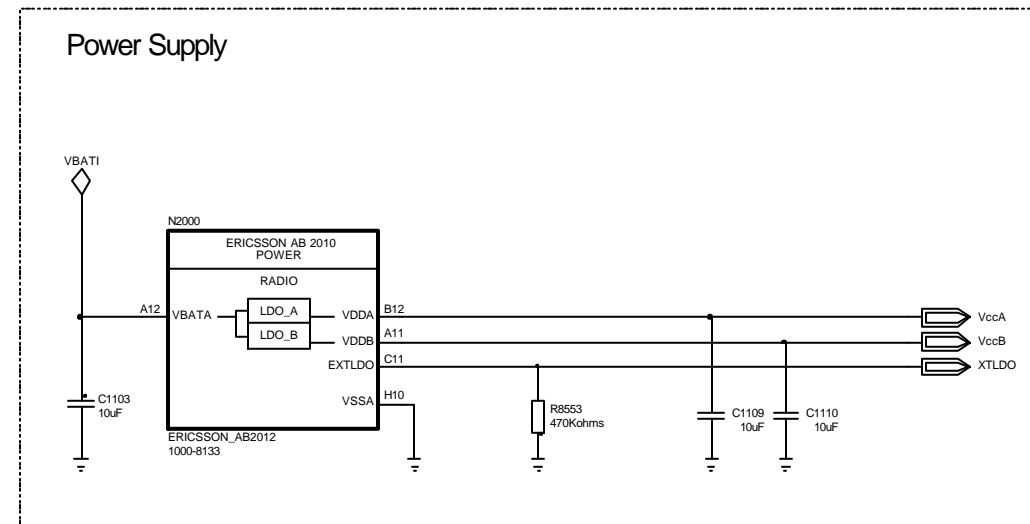 Power Supply
VBATI
N2000
ERICSSON AB 2010
POWER
RADIO
A12
VBATA
LDO_A
VDDA
B12
VccA
LDO_B
VDDB
A11
VccB
EXTLDO
C11
XTLDO
VSSA
H10
C1103
10uF
R8553
470Kohms
C1109
10uF
C1110
10uF
ERICSSON_AB2012
1000-8133